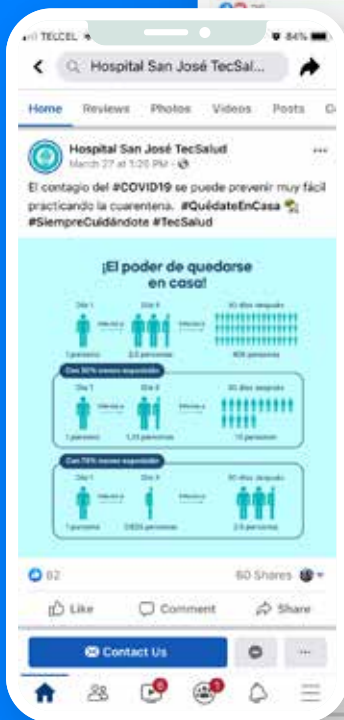 TELCEL
84%
Hospital San José TecSal...
Home Reviews Photos Videos Posts
Hospital San José TecSalud
March 27 at 1:25 PM
El contagio del #COVID19 se puede prevenir muy fácil
practicando la cuarentena. #QuédateEnCasa
#SiempreCuidándote #TecSalud
¡El poder de quedarse
en casa!
Día 1 Día 5 30 días después
1 persona 2.5 personas 406 personas
Con 50% menos exposición
Día 1 Día 5 30 días después
1 persona 1.25 personas 15 personas
Con 75% menos exposición
Día 1 Día 5 30 días después
1 persona 2.5 personas
62 60 Shares
Like Comment Share
Contact Us